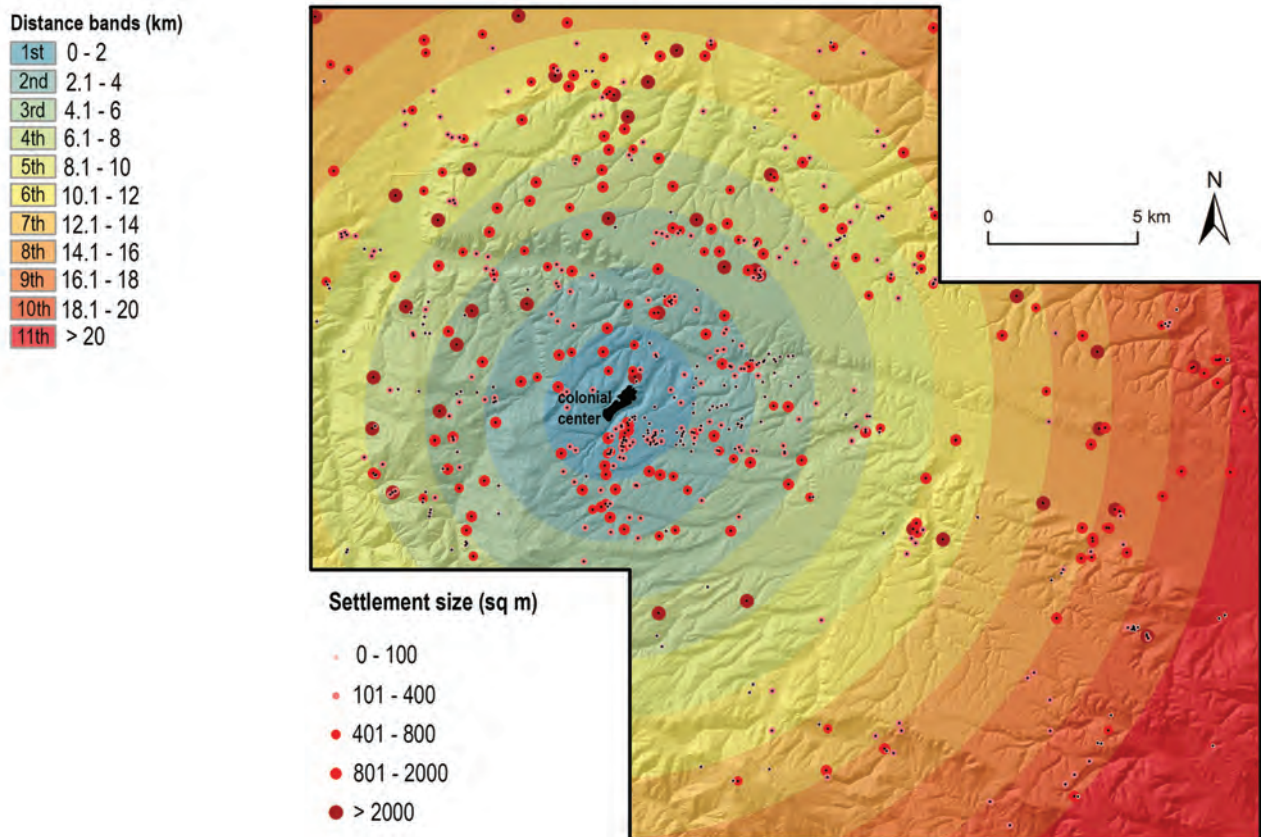 Distance bands (km)
1st 0 - 2
2nd 2.1 - 4
3rd 4.1 - 6
4th 6.1 - 8
5th 8.1 - 10
6th 10.1 - 12
7th 12.1 - 14
8th 14.1 - 16
9th 16.1 - 18
10th 18.1 - 20
11th > 20
N
0 5 km
colonial
center
Settlement size (sq m)
0 - 100
101 - 400
401 - 800
801 - 2000
> 2000